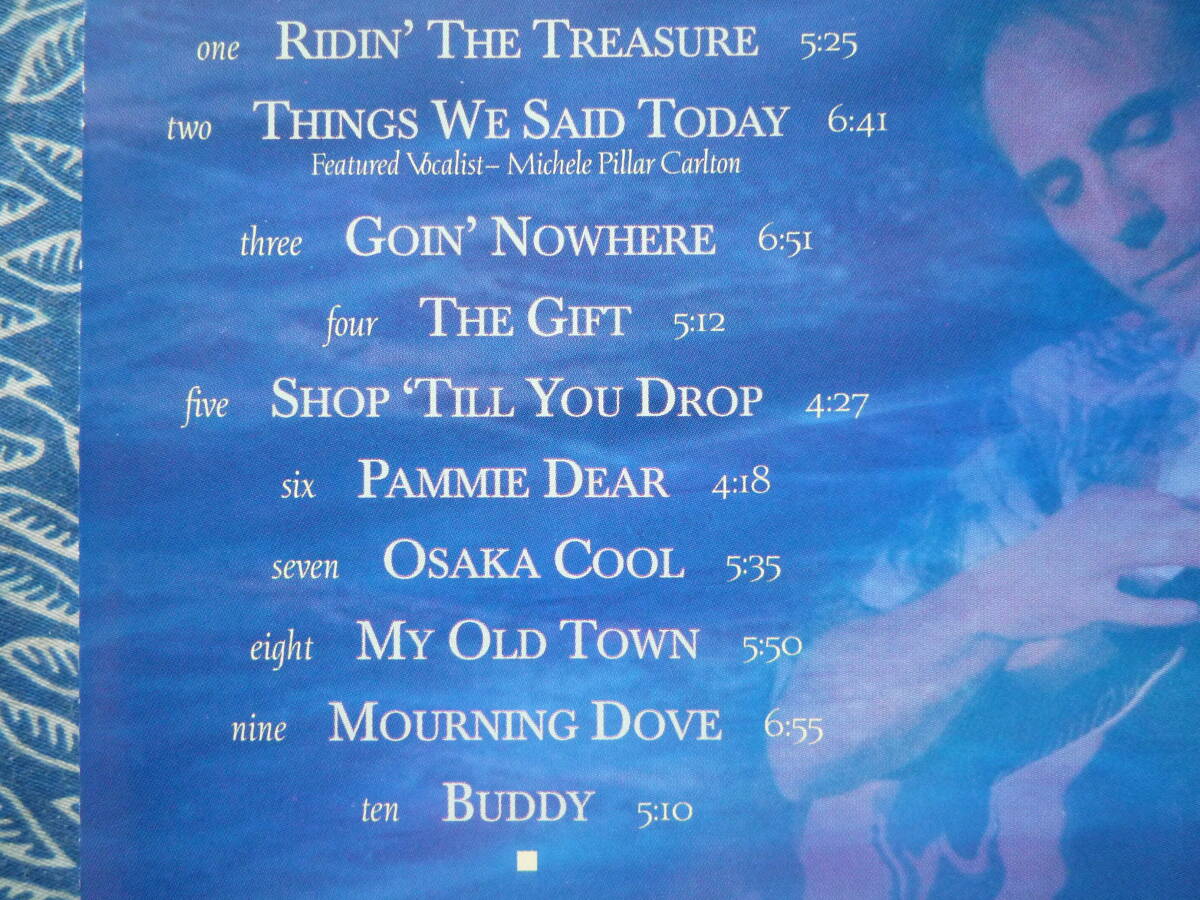 one RIDIN' THE TREASURE 5:25
two THINGS WE SAID TODAY 6:41
Featured Vocalist– Michele Pillar Carlton
three GOIN' NOWHERE 6:51
four THE GIFT 5:12
five SHOP ‘TILL YOU DROP 4:27
six PAMMIE DEAR 4:18
seven OSAKA COOL 5:35
eight MY OLD TOWN 5:50
nine MOURNING DOVE 6:55
ten BUDDY 5:10